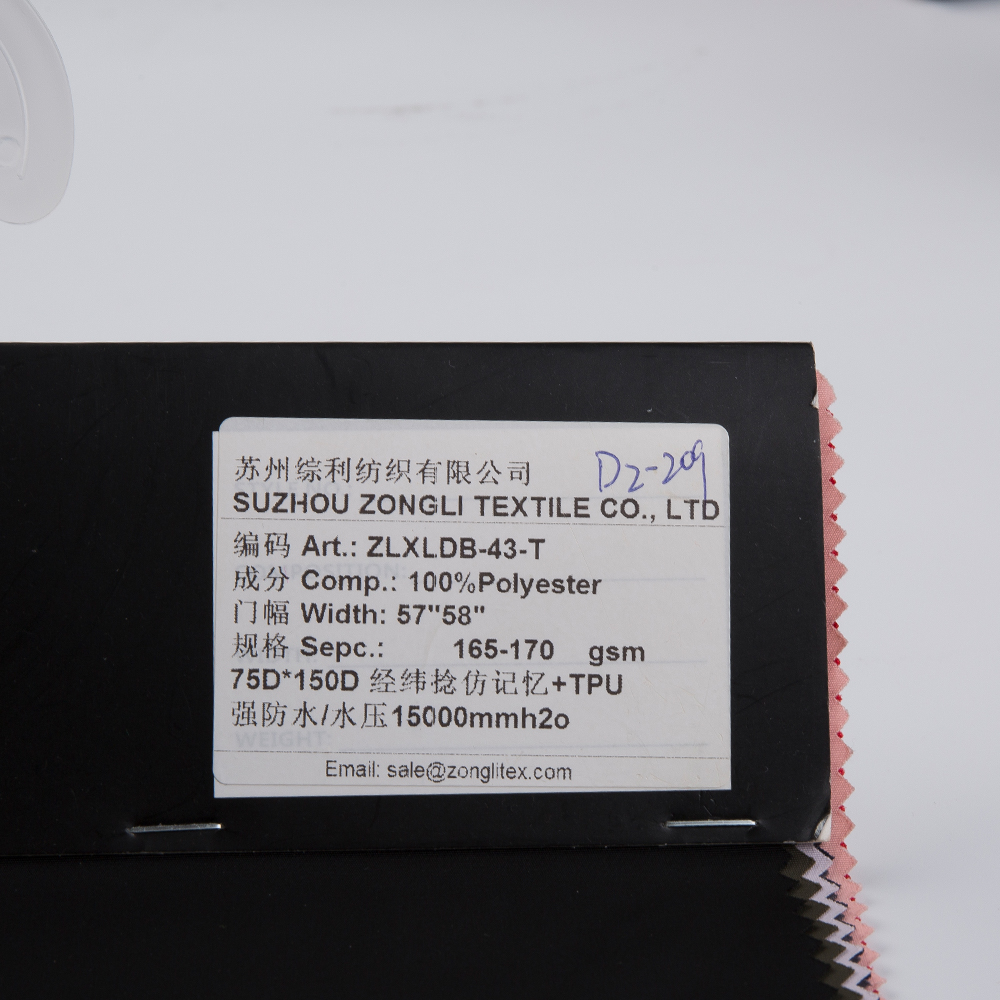 苏州综利纺织有限公司 D2-209
SUZHOU ZONGLI TEXTILE CO., LTD
编码 Art.: ZLXLDB-43-T
成分 Comp.: 100%Polyester
门幅 Width: 57"58"
规格 Sepc.: 165-170 gsm
75D*150D 经纬捻仿记忆+TPU
强防水/水压15000mmh2o
WEIGHT:
Email: sale@zonglitex.com